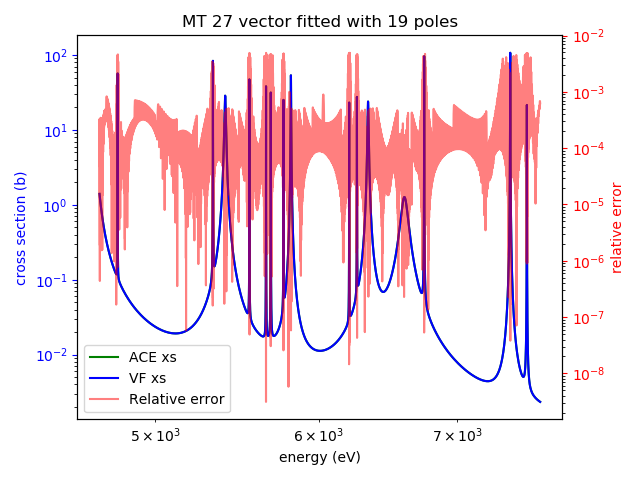 MT 27 vector fitted with 19 poles
cross section (b)
10²
10¹
10⁰
10⁻¹
10⁻²
10⁻²
10⁻³
10⁻⁴
10⁻⁵
10⁻⁶
10⁻⁷
10⁻⁸
relative error
ACE xs
VF xs
Relative error
5 × 10³ 6 × 10³ 7 × 10³
energy (eV)